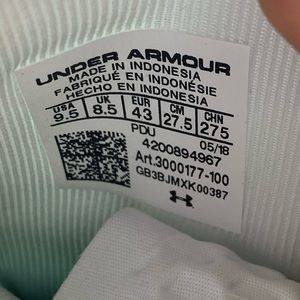 UNDER ARMOUR
MADE IN INDONESIA
FABRIQUÉ EN INDONÉSIE
HECHO EN INDONESIA
USA UK EUR CM CHN
9.5 8.5 43 27.5 275
PDU 05/18
4200894967
Art.3000177-100
GB3BJMXK00387